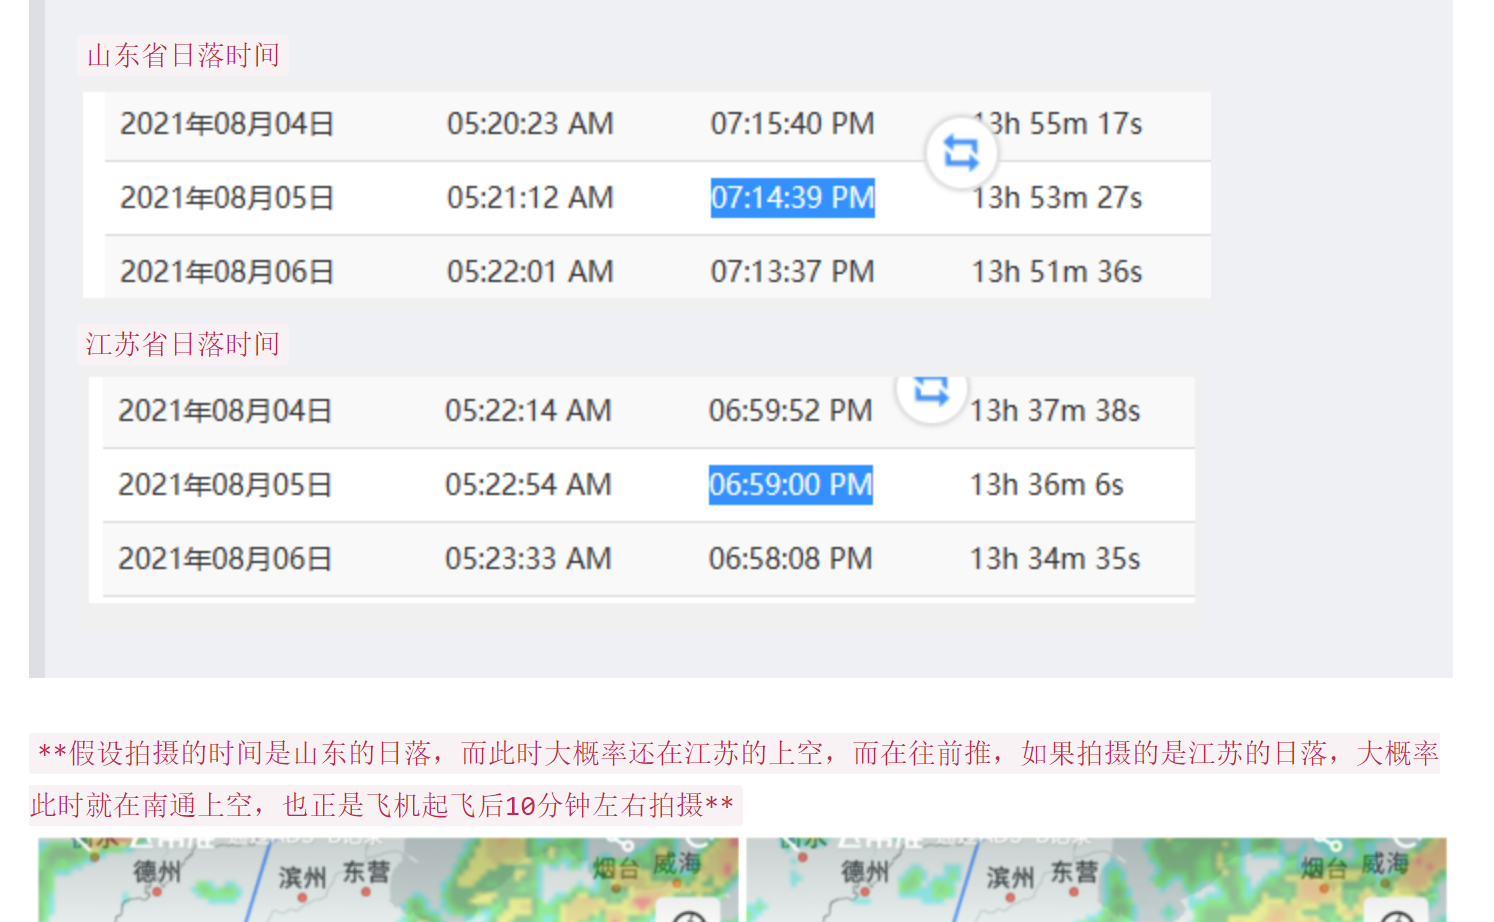 山东省日落时间
2021年08月04日 05:20:23 AM 07:15:40 PM 13h 55m 17s
2021年08月05日 05:21:12 AM 07:14:39 PM 13h 53m 27s
2021年08月06日 05:22:01 AM 07:13:37 PM 13h 51m 36s
江苏省日落时间
2021年08月04日 05:22:14 AM 06:59:52 PM 13h 37m 38s
2021年08月05日 05:22:54 AM 06:59:00 PM 13h 36m 6s
2021年08月06日 05:23:33 AM 06:58:08 PM 13h 34m 35s
**假设拍摄的时间是山东的日落，而此时大概率还在江苏的上空，而在往前推，如果拍摄的是江苏的日落，大概率
此时就在南通上空，也正是飞机起飞后10分钟左右拍摄**
德州 滨州 东营 烟台 威海 德州 滨州 东营 烟台 威海